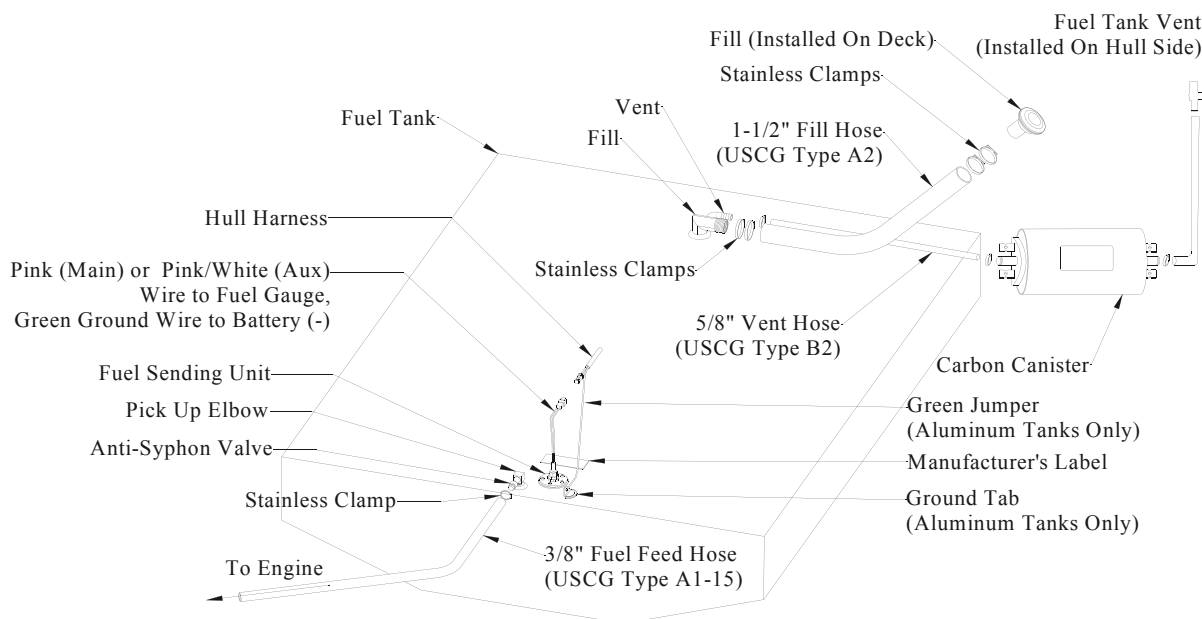 Fuel Tank Vent
(Installed On Hull Side)
Fill (Installed On Deck)
Stainless Clamps
Vent
Fuel Tank
Fill
1-1/2" Fill Hose
(USCG Type A2)
Hull Harness
Stainless Clamps
Pink (Main) or Pink/White (Aux)
Wire to Fuel Gauge,
Green Ground Wire to Battery (-)
5/8" Vent Hose
(USCG Type B2)
Carbon Canister
Fuel Sending Unit
Pick Up Elbow
Green Jumper
(Aluminum Tanks Only)
Anti-Syphon Valve
Manufacturer's Label
Stainless Clamp
Ground Tab
(Aluminum Tanks Only)
3/8" Fuel Feed Hose
(USCG Type A1-15)
To Engine